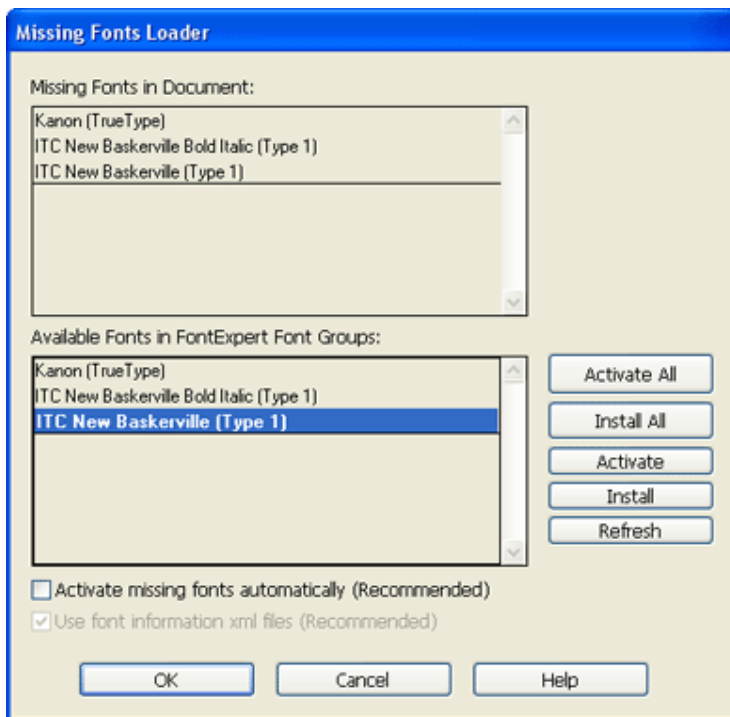 Missing Fonts Loader
Missing Fonts in Document:
Kanon (TrueType)
ITC New Baskerville Bold Italic (Type 1)
ITC New Baskerville (Type 1)
Available Fonts in FontExpert Font Groups:
Kanon (TrueType)
ITC New Baskerville Bold Italic (Type 1)
ITC New Baskerville (Type 1)
Activate All
Install All
Activate
Install
Refresh
Activate missing fonts automatically (Recommended)
Use font information xml files (Recommended)
OK Cancel Help